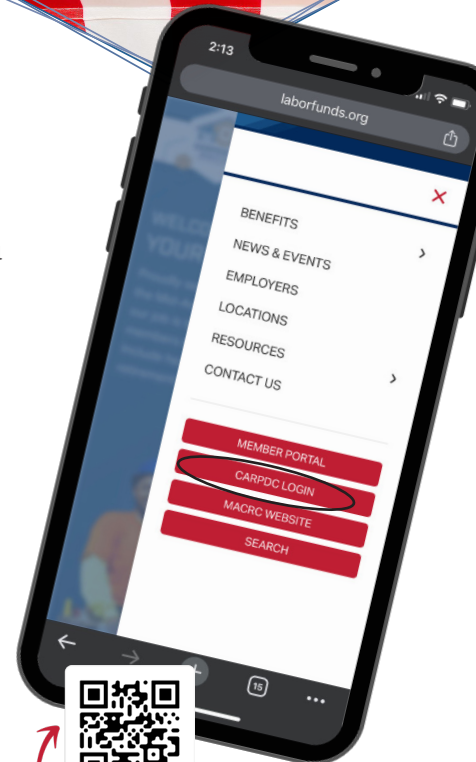 2:13
laborfunds.org
BENEFITS
NEWS & EVENTS
EMPLOYERS
LOCATIONS
RESOURCES
CONTACT US
MEMBER PORTAL
CARPDC LOGIN
MACRC WEBSITE
SEARCH
15